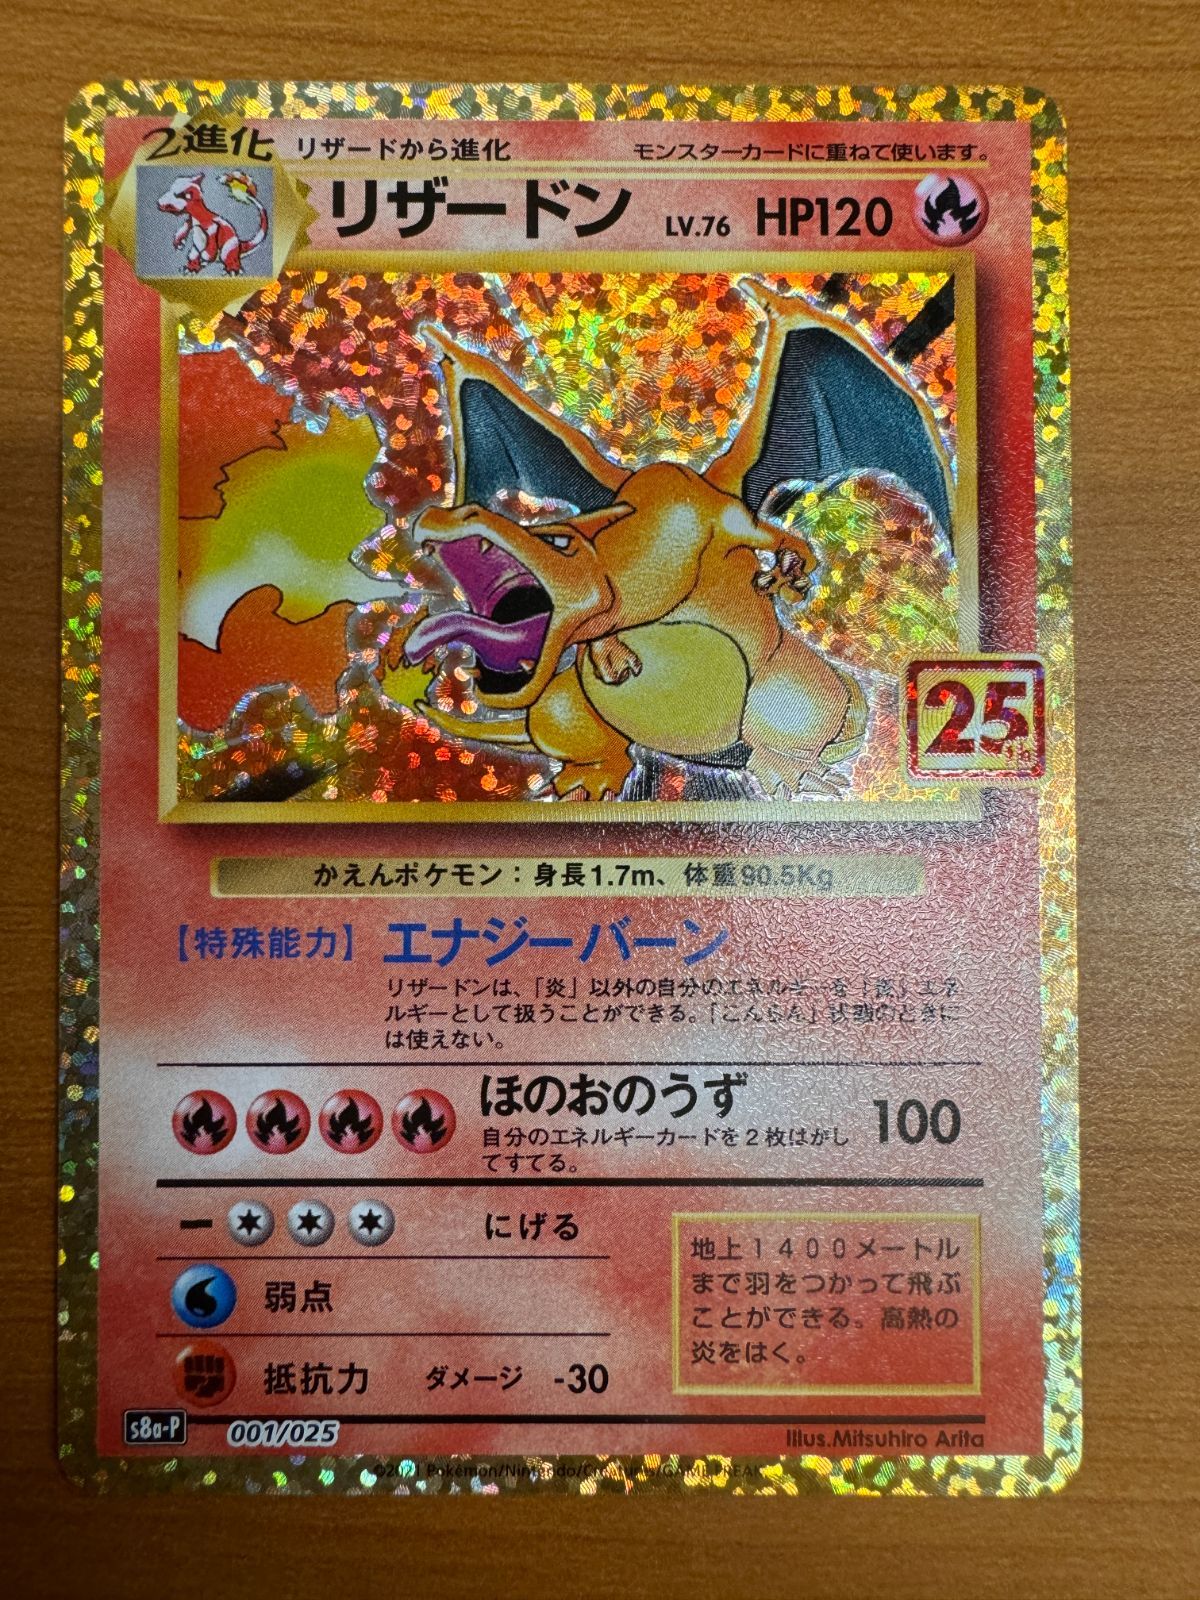 2進化 リザードから進化 モンスターカードに重ねて使います。
リザードン LV.76 HP120
25th
かえんポケモン：身長1.7m、体重90.5Kg
【特殊能力】 エナジーバーン
リザードンは、「炎」以外の自分のエネルギーを「炎」エネ
ルギーとして扱うことができる。「こんらん」状態のときに
は使えない。
ほのおのうず 100
自分のエネルギーカードを2枚はがし
てすてる。
ー にげる
弱点
抵抗力 ダメージ -30
地上1400メートル
まで羽をつかって飛ぶ
ことができる。高熱の
炎をはく。
s8a-P 001/025 Illus.Mitsuhiro Arita
©2021 Pokémon/Nintendo/Creatures/GAME FREAK